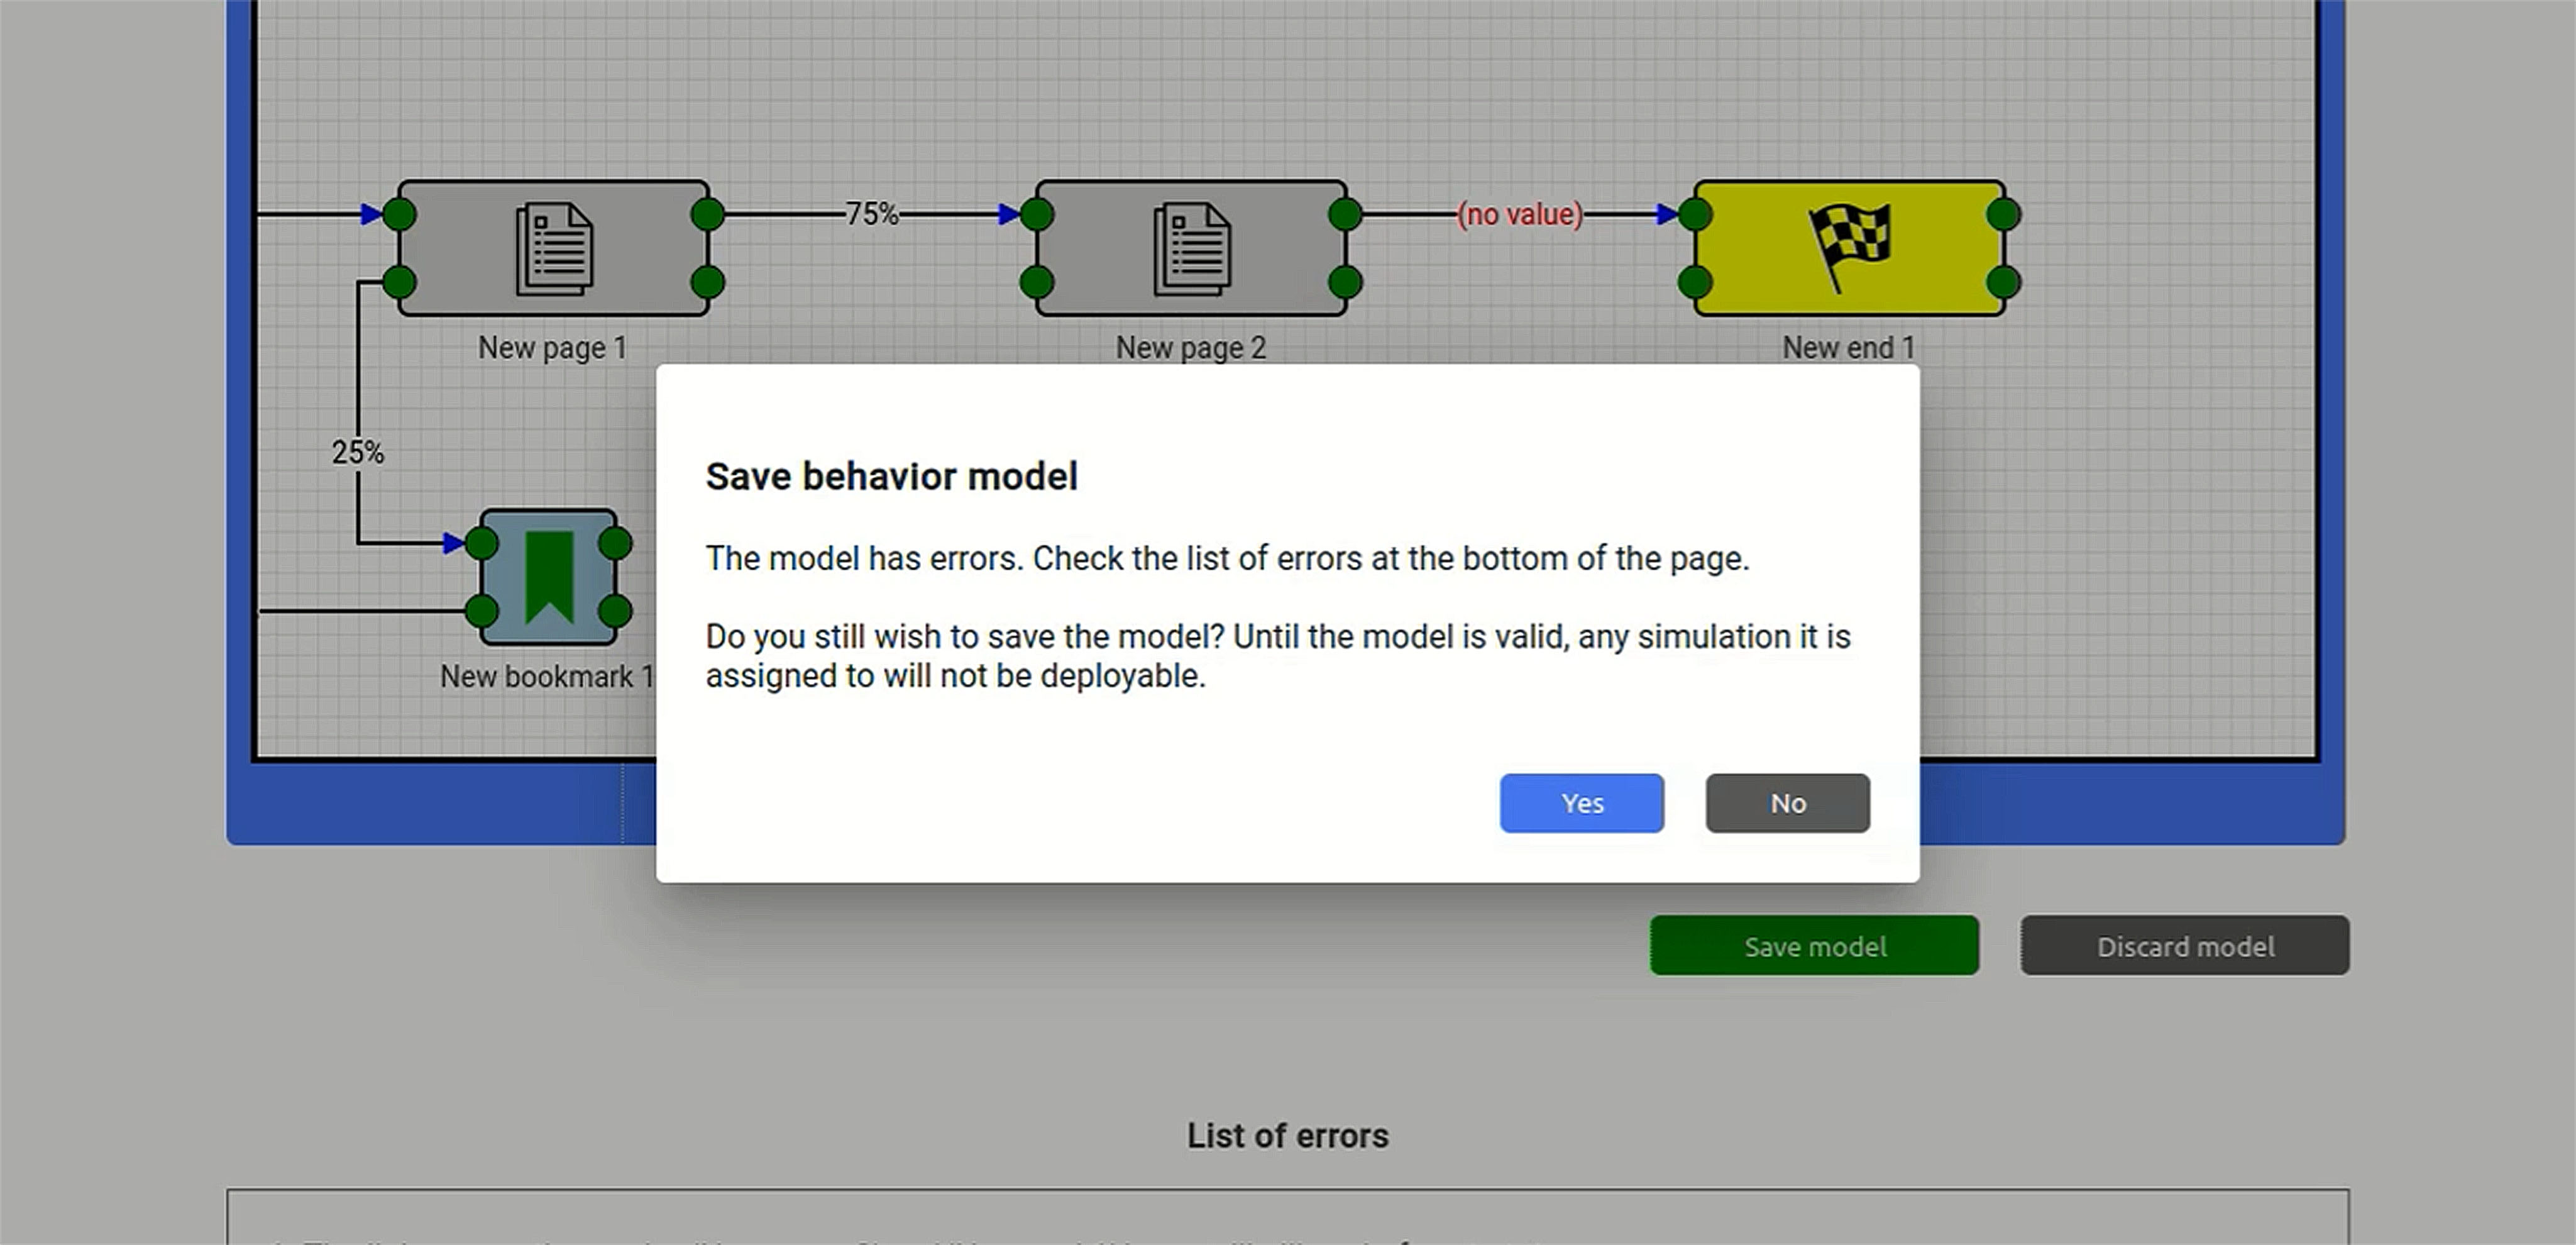 75%
(no value)
New page 1
New page 2
New end 1
25%
New bookmark 1
Save behavior model
The model has errors. Check the list of errors at the bottom of the page.
Do you still wish to save the model? Until the model is valid, any simulation it is
assigned to will not be deployable.
Yes
No
Save model
Discard model
List of errors